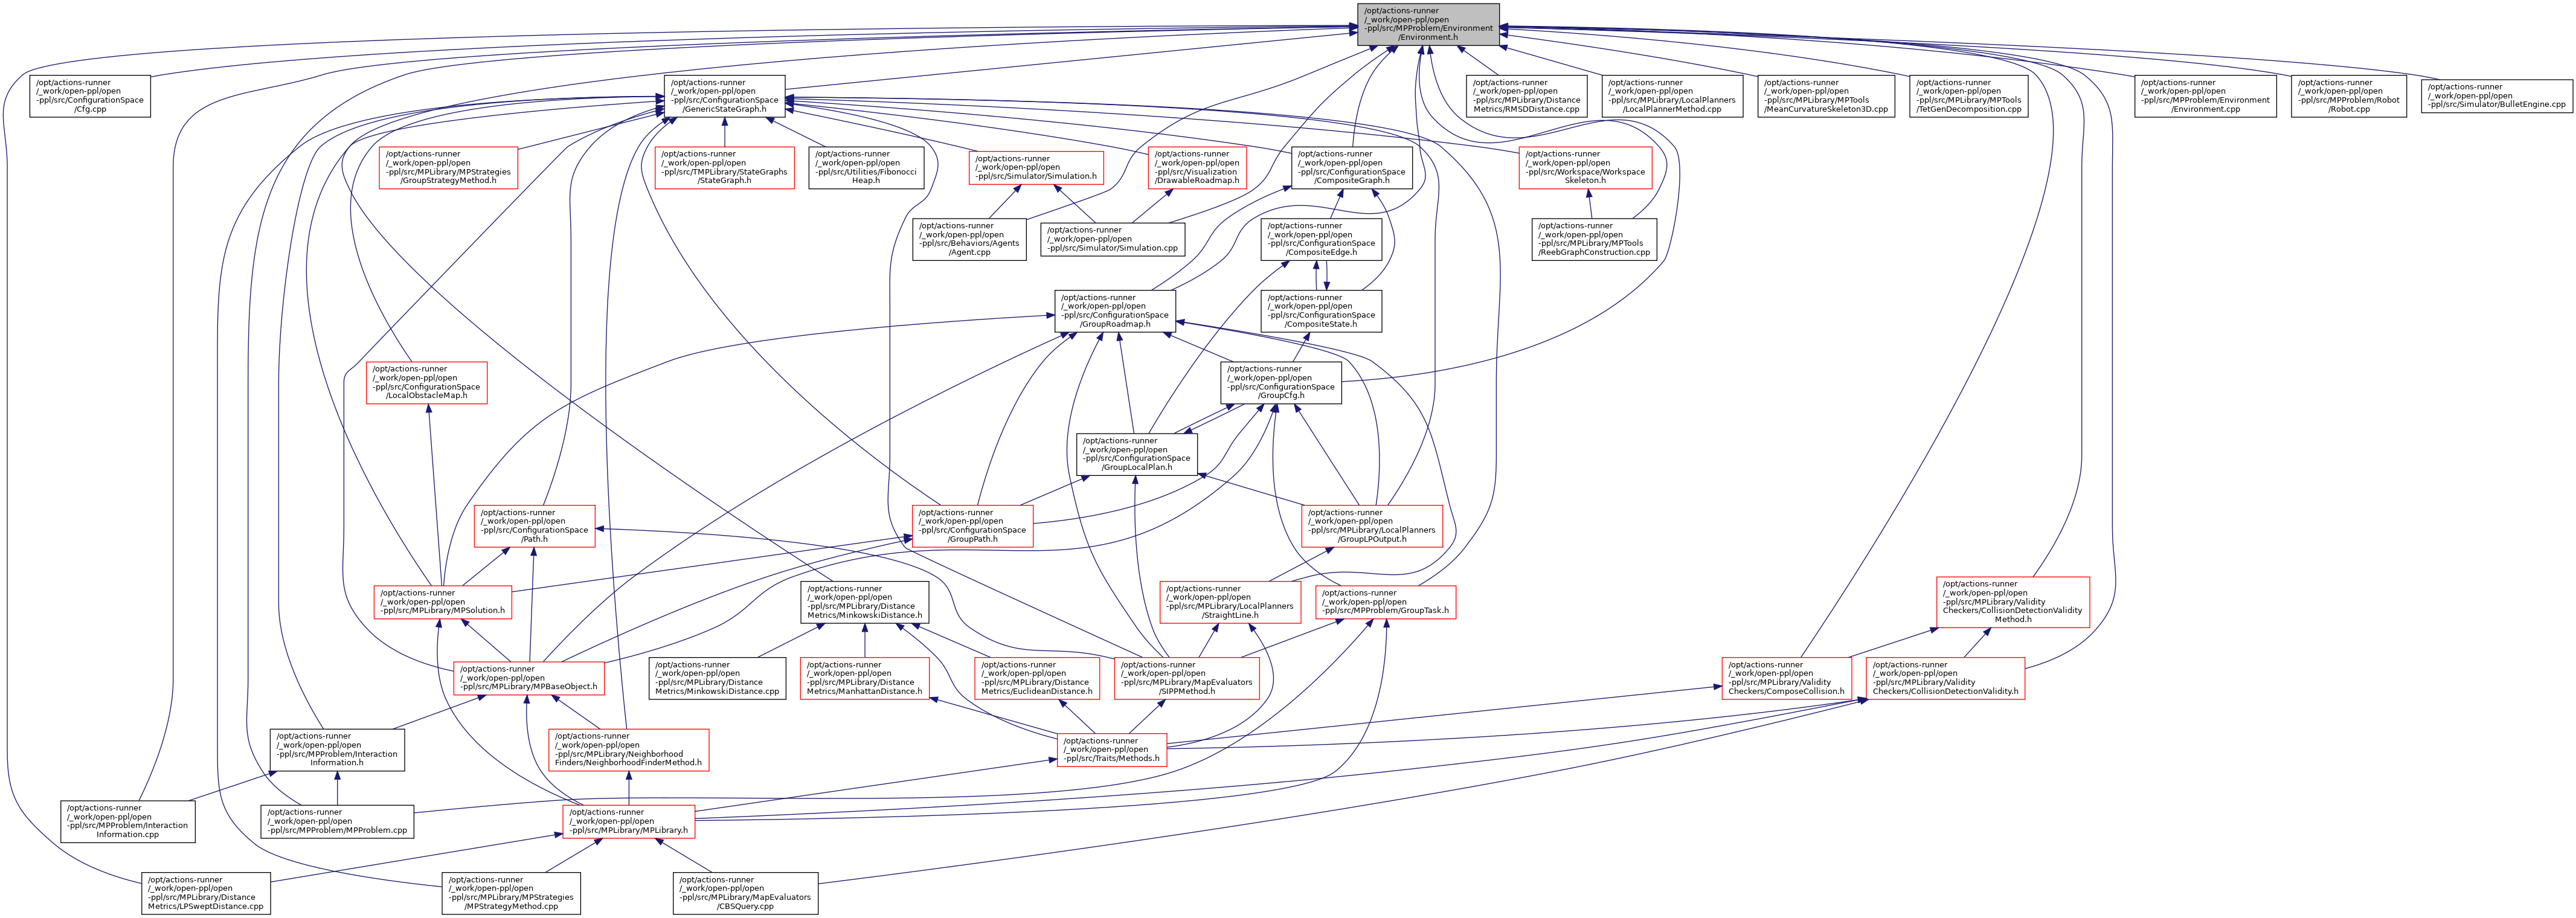 /opt/actions-runner
/_work/open-ppl/open
-ppl/src/MPProblem/Environment
/Environment.h
/opt/actions-runner
/_work/open-ppl/open
-ppl/src/ConfigurationSpace
/Cfg.cpp
/opt/actions-runner
/_work/open-ppl/open
-ppl/src/ConfigurationSpace
/GenericStateGraph.h
/opt/actions-runner
/_work/open-ppl/open
-ppl/src/MPLibrary/Distance
Metrics/RMSDDistance.cpp
/opt/actions-runner
/_work/open-ppl/open
-ppl/src/MPLibrary/LocalPlanners
/LocalPlannerMethod.cpp
/opt/actions-runner
/_work/open-ppl/open
-ppl/src/MPLibrary/MPTools
/MeanCurvatureSkeleton3D.cpp
/opt/actions-runner
/_work/open-ppl/open
-ppl/src/MPLibrary/MPTools
/TetGenDecomposition.cpp
/opt/actions-runner
/_work/open-ppl/open
-ppl/src/MPProblem/Environment
/Environment.cpp
/opt/actions-runner
/_work/open-ppl/open
-ppl/src/MPProblem/Robot
/Robot.cpp
/opt/actions-runner
/_work/open-ppl/open
-ppl/src/Simulator/BulletEngine.cpp
/opt/actions-runner
/_work/open-ppl/open
-ppl/src/MPLibrary/MPStrategies
/GroupStrategyMethod.h
/opt/actions-runner
/_work/open-ppl/open
-ppl/src/TMPLibrary/StateGraphs
/StateGraph.h
/opt/actions-runner
/_work/open-ppl/open
-ppl/src/Utilities/Fibonocci
Heap.h
/opt/actions-runner
/_work/open-ppl/open
-ppl/src/Simulator/Simulation.h
/opt/actions-runner
/_work/open-ppl/open
-ppl/src/Visualization
/DrawableRoadmap.h
/opt/actions-runner
/_work/open-ppl/open
-ppl/src/ConfigurationSpace
/CompositeGraph.h
/opt/actions-runner
/_work/open-ppl/open
-ppl/src/Workspace/Workspace
Skeleton.h
/opt/actions-runner
/_work/open-ppl/open
-ppl/src/Behaviors/Agents
/Agent.cpp
/opt/actions-runner
/_work/open-ppl/open
-ppl/src/Simulator/Simulation.cpp
/opt/actions-runner
/_work/open-ppl/open
-ppl/src/ConfigurationSpace
/CompositeEdge.h
/opt/actions-runner
/_work/open-ppl/open
-ppl/src/MPLibrary/MPTools
/ReebGraphConstruction.cpp
/opt/actions-runner
/_work/open-ppl/open
-ppl/src/ConfigurationSpace
/GroupRoadmap.h
/opt/actions-runner
/_work/open-ppl/open
-ppl/src/ConfigurationSpace
/CompositeState.h
/opt/actions-runner
/_work/open-ppl/open
-ppl/src/ConfigurationSpace
/LocalObstacleMap.h
/opt/actions-runner
/_work/open-ppl/open
-ppl/src/ConfigurationSpace
/GroupCfg.h
/opt/actions-runner
/_work/open-ppl/open
-ppl/src/ConfigurationSpace
/GroupLocalPlan.h
/opt/actions-runner
/_work/open-ppl/open
-ppl/src/ConfigurationSpace
/Path.h
/opt/actions-runner
/_work/open-ppl/open
-ppl/src/ConfigurationSpace
/GroupPath.h
/opt/actions-runner
/_work/open-ppl/open
-ppl/src/MPLibrary/LocalPlanners
/GroupLPOutput.h
/opt/actions-runner
/_work/open-ppl/open
-ppl/src/MPLibrary/MPSolution.h
/opt/actions-runner
/_work/open-ppl/open
-ppl/src/MPLibrary/Distance
Metrics/MinkowskiDistance.h
/opt/actions-runner
/_work/open-ppl/open
-ppl/src/MPLibrary/LocalPlanners
/StraightLine.h
/opt/actions-runner
/_work/open-ppl/open
-ppl/src/MPProblem/GroupTask.h
/opt/actions-runner
/_work/open-ppl/open
-ppl/src/MPLibrary/Validity
Checkers/CollisionDetectionValidity
Method.h
/opt/actions-runner
/_work/open-ppl/open
-ppl/src/MPLibrary/MPBaseObject.h
/opt/actions-runner
/_work/open-ppl/open
-ppl/src/MPLibrary/Distance
Metrics/MinkowskiDistance.cpp
/opt/actions-runner
/_work/open-ppl/open
-ppl/src/MPLibrary/Distance
Metrics/ManhattanDistance.h
/opt/actions-runner
/_work/open-ppl/open
-ppl/src/MPLibrary/Distance
Metrics/EuclideanDistance.h
/opt/actions-runner
/_work/open-ppl/open
-ppl/src/MPLibrary/MapEvaluators
/SIPPMethod.h
/opt/actions-runner
/_work/open-ppl/open
-ppl/src/MPLibrary/Validity
Checkers/ComposeCollision.h
/opt/actions-runner
/_work/open-ppl/open
-ppl/src/MPLibrary/Validity
Checkers/CollisionDetectionValidity.h
/opt/actions-runner
/_work/open-ppl/open
-ppl/src/MPProblem/Interaction
Information.h
/opt/actions-runner
/_work/open-ppl/open
-ppl/src/MPLibrary/Neighborhood
Finders/NeighborhoodFinderMethod.h
/opt/actions-runner
/_work/open-ppl/open
-ppl/src/Traits/Methods.h
/opt/actions-runner
/_work/open-ppl/open
-ppl/src/MPProblem/Interaction
Information.cpp
/opt/actions-runner
/_work/open-ppl/open
-ppl/src/MPProblem/MPProblem.cpp
/opt/actions-runner
/_work/open-ppl/open
-ppl/src/MPLibrary/MPLibrary.h
/opt/actions-runner
/_work/open-ppl/open
-ppl/src/MPLibrary/Distance
Metrics/LPSweptDistance.cpp
/opt/actions-runner
/_work/open-ppl/open
-ppl/src/MPLibrary/MPStrategies
/MPStrategyMethod.cpp
/opt/actions-runner
/_work/open-ppl/open
-ppl/src/MPLibrary/MapEvaluators
/CBSQuery.cpp